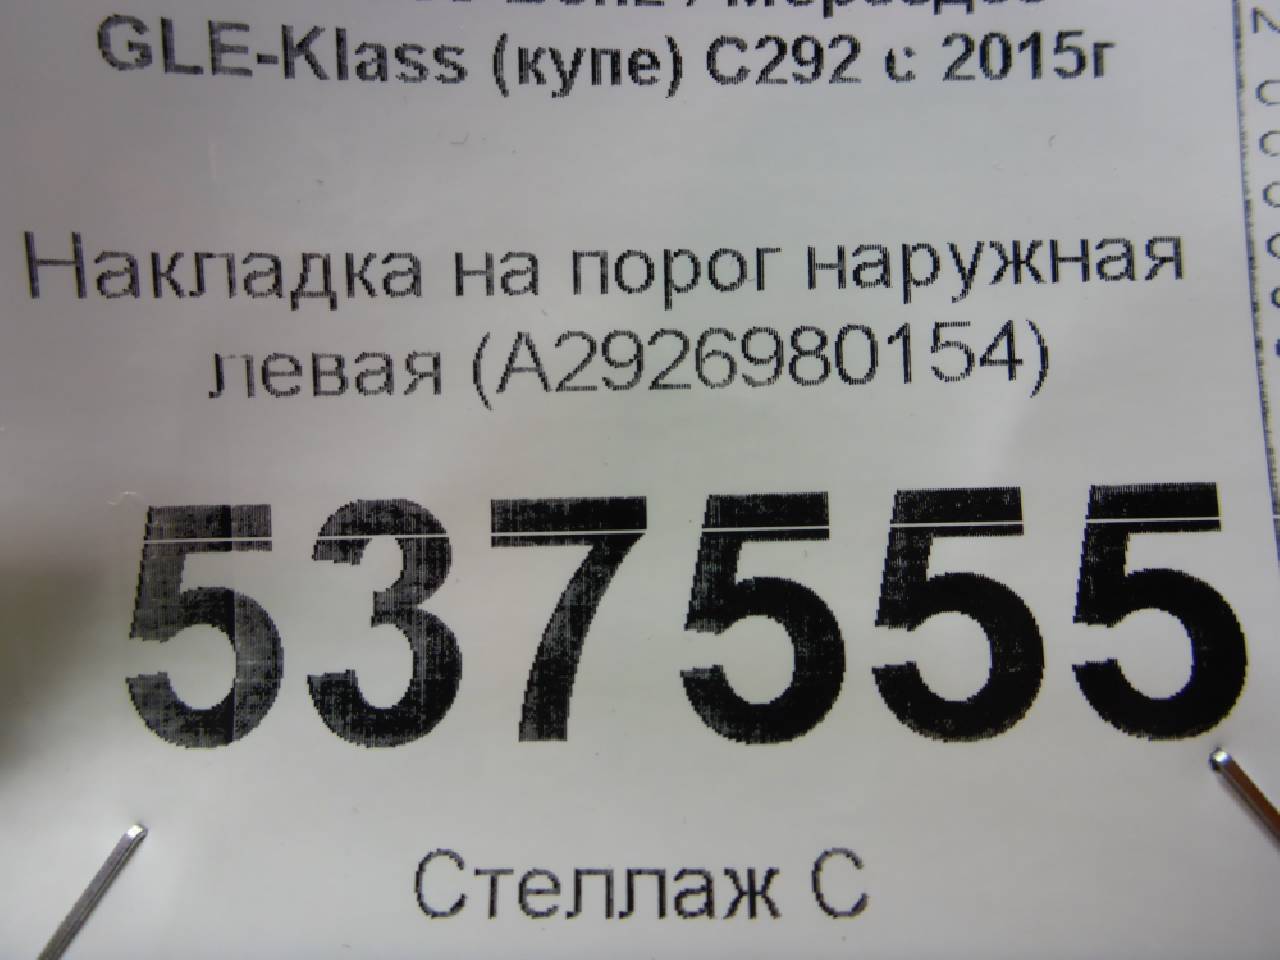 GLE-Klass (купе) C292 с 2015г
Накладка на порог наружная
левая (A2926980154)
537555
Стеллаж С